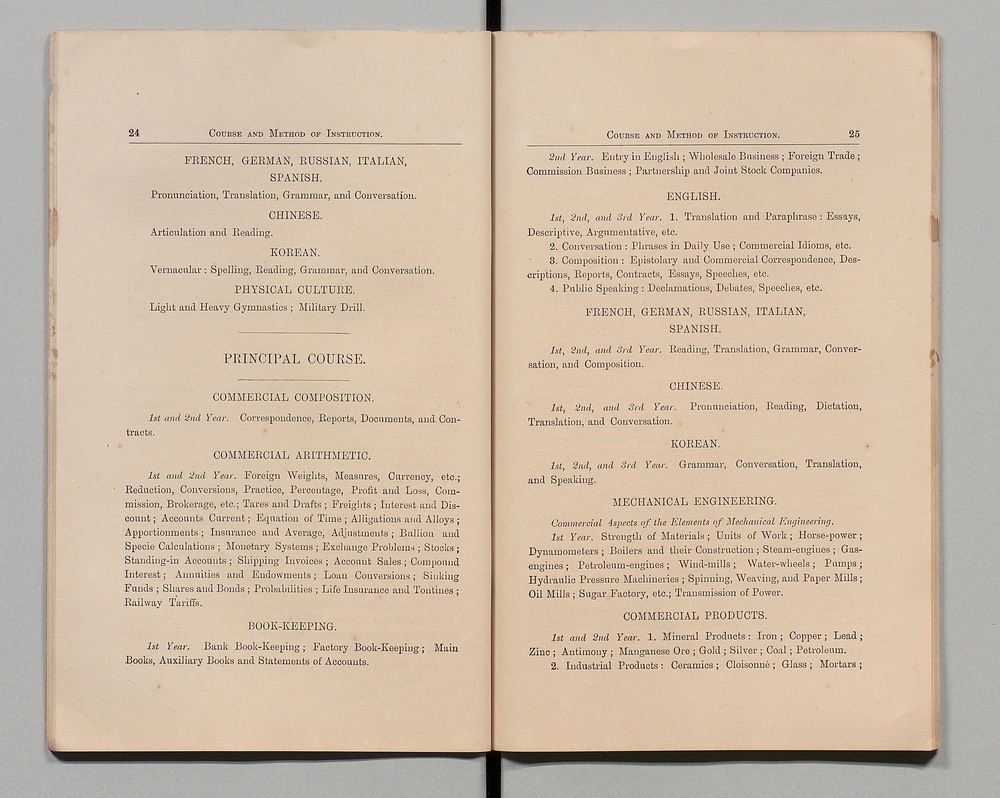 24
COURSE AND METHOD OF INSTRUCTION.
FRENCH, GERMAN, RUSSIAN, ITALIAN,
SPANISH.
Pronunciation, Translation, Grammar, and Conversation.
CHINESE.
Articulation and Reading.
KOREAN.
Vernacular : Spelling, Reading, Grammar, and Conversation.
PHYSICAL CULTURE.
Light and Heavy Gymnastics ; Military Drill.
PRINCIPAL COURSE.
COMMERCIAL COMPOSITION.
1st and 2nd Year. Correspondence, Reports, Documents, and Con-
tracts.
COMMERCIAL ARITHMETIC.
1st and 2nd Year. Foreign Weights, Measures, Currency, etc.;
Reduction, Conversions, Practice, Percentage, Profit and Loss, Com-
mission, Brokerage, etc.; Tares and Drafts ; Freights ; Interest and Dis-
count ; Accounts Current ; Equation of Time ; Alligations and Alloys ;
Apportionments ; Insurance and Average, Adjustments ; Bullion and
Specie Calculations ; Monetary Systems ; Exchange Problems ; Stocks ;
Standing-in Accounts ; Shipping Invoices ; Account Sales ; Compound
Interest ; Annuities and Endowments ; Loan Conversions ; Sinking
Funds ; Shares and Bonds ; Probabilities ; Life Insurance and Tontines ;
Railway Tariffs.
BOOK-KEEPING.
1st Year. Bank Book-Keeping ; Factory Book-Keeping ; Main
Books, Auxiliary Books and Statements of Accounts.
COURSE AND METHOD OF INSTRUCTION.
25
2nd Year. Entry in English ; Wholesale Business ; Foreign Trade ;
Commission Business ; Partnership and Joint Stock Companies.
ENGLISH.
1st, 2nd, and 3rd Year. 1. Translation and Paraphrase : Essays,
Descriptive, Argumentative, etc.
2. Conversation : Phrases in Daily Use ; Commercial Idioms, etc.
3. Composition : Epistolary and Commercial Correspondence, Des-
criptions, Reports, Contracts, Essays, Speeches, etc.
4. Public Speaking : Declamations, Debates, Speeches, etc.
FRENCH, GERMAN, RUSSIAN, ITALIAN,
SPANISH.
1st, 2nd, and 3rd Year. Reading, Translation, Grammar, Conver-
sation, and Composition.
CHINESE.
1st, 2nd, and 3rd Year. Pronunciation, Reading, Dictation,
Translation, and Conversation.
KOREAN.
1st, 2nd, and 3rd Year. Grammar, Conversation, Translation,
and Speaking.
MECHANICAL ENGINEERING.
Commercial Aspects of the Elements of Mechanical Engineering.
1st Year. Strength of Materials ; Units of Work ; Horse-power ;
Dynamometers ; Boilers and their Construction ; Steam-engines ; Gas-
engines ; Petroleum-engines ; Wind-mills ; Water-wheels ; Pumps ;
Hydraulic Pressure Machineries ; Spinning, Weaving, and Paper Mills ;
Oil Mills ; Sugar Factory, etc.; Transmission of Power.
COMMERCIAL PRODUCTS.
1st and 2nd Year. 1. Mineral Products : Iron ; Copper ; Lead ;
Zinc ; Antimony ; Manganese Ore ; Gold ; Silver ; Coal ; Petroleum.
2. Industrial Products : Ceramics ; Cloisonné ; Glass ; Mortars ;